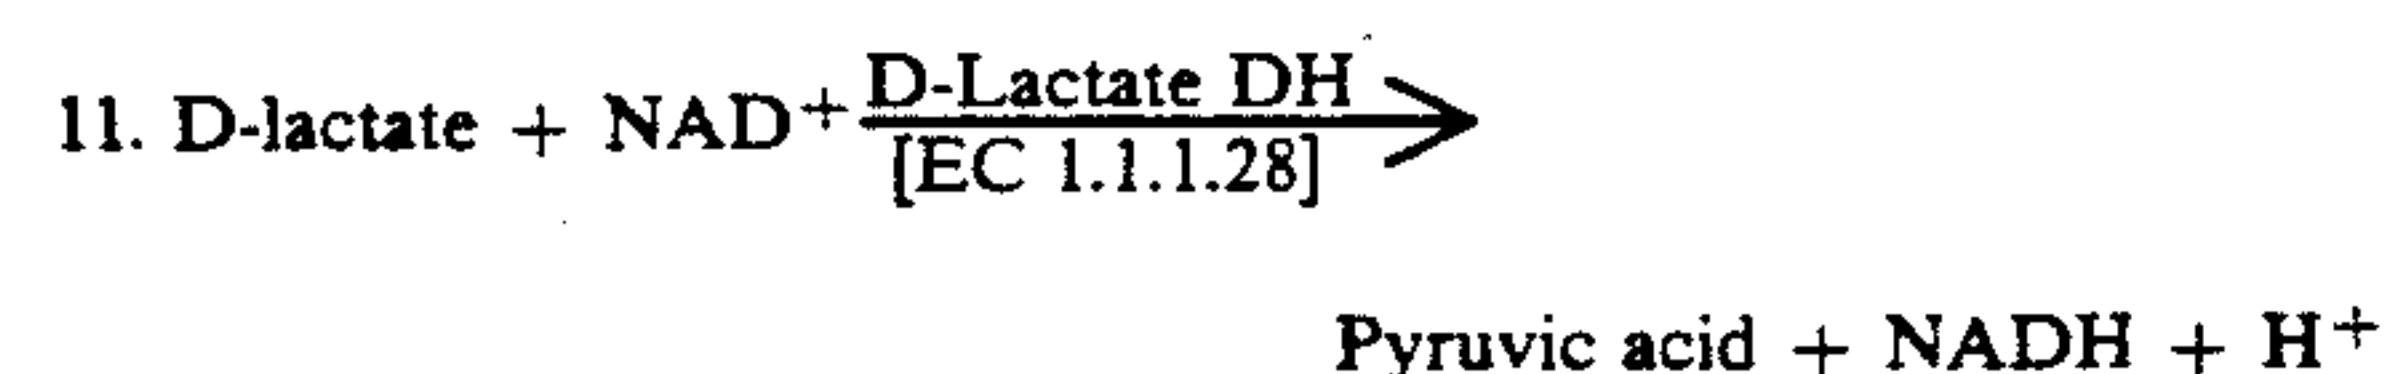 D-Lactate DH
11. D-lactate + NAD+
[EC 1.1.1.28]
Pyruvic acid + NADH + H+